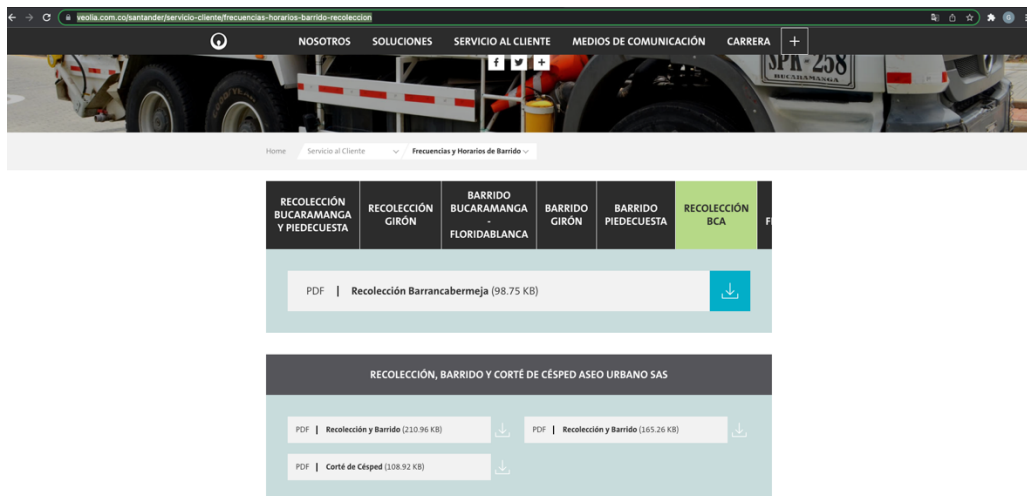 veolia.com.co/santander/servicio-cliente/frecuencias-horarios-barrido-recoleccion
G
NOSOTROS SOLUCIONES SERVICIO AL CLIENTE MEDIOS DE COMUNICACIÓN CARRERA +
f +
SPK-258
BUCARAMANGA
Home Servicio al Cliente Frecuencias y Horarios de Barrido
RECOLECCIÓN
BUCARAMANGA
Y PIEDECUESTA
RECOLECCIÓN
GIRÓN
BARRIDO
BUCARAMANGA
-
FLORIDABLANCA
BARRIDO
GIRÓN
BARRIDO
PIEDECUESTA
RECOLECCIÓN
BCA
PDF | Recolección Barrancabermeja (98.75 KB)
RECOLECCIÓN, BARRIDO Y CORTÉ DE CÉSPED ASEO URBANO SAS
PDF | Recolección y Barrido (210.96 KB)
PDF | Recolección y Barrido (165.26 KB)
PDF | Corté de Césped (108.92 KB)